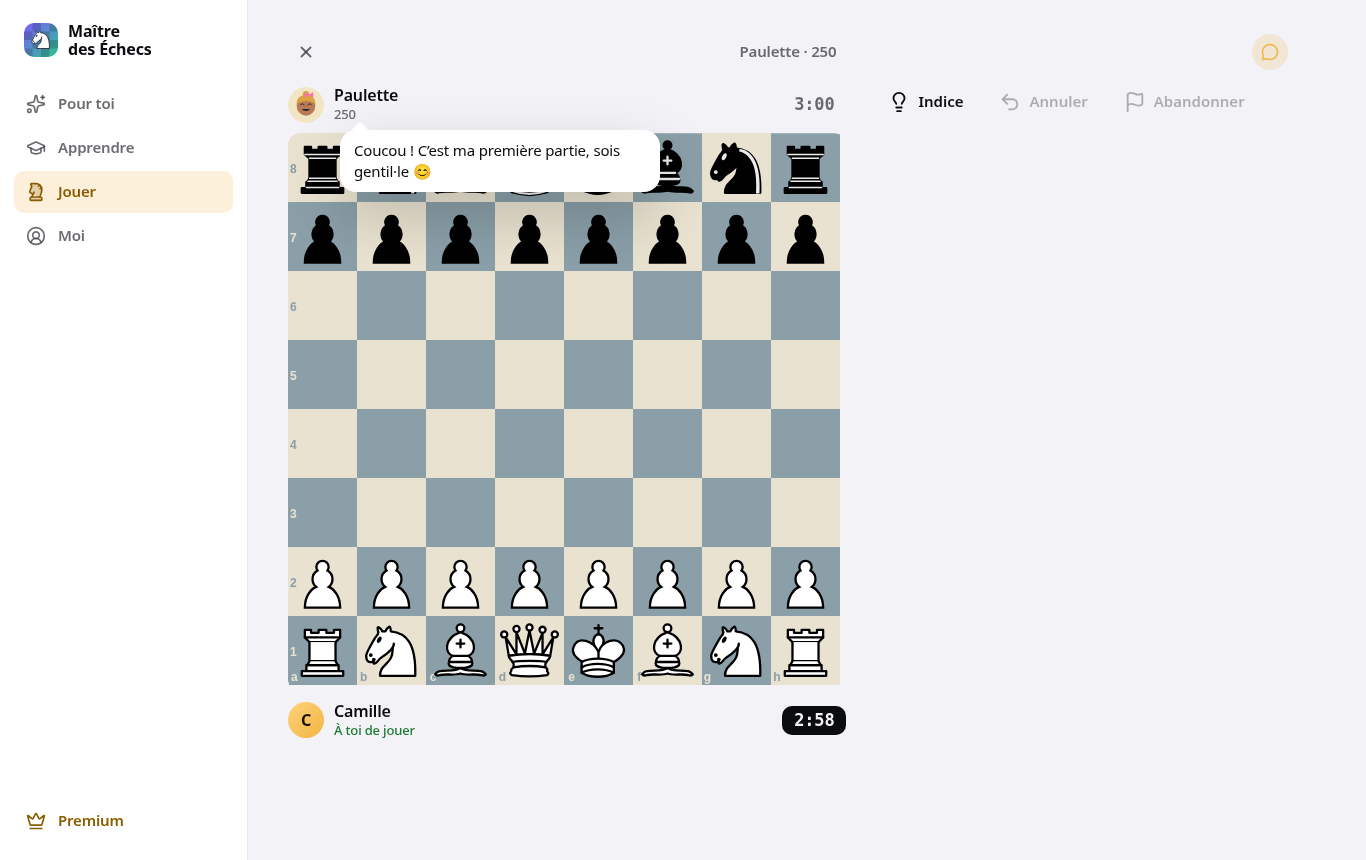 Maître
des Échecs
Pour toi
Apprendre
Jouer
Moi
Premium
Paulette · 250
Paulette
250
3:00
Indice
Annuler
Abandonner
Coucou ! C'est ma première partie, sois
gentil·le 😊
8
7
6
5
4
3
2
1
a b c d e f g h
C
Camille
À toi de jouer
2:58